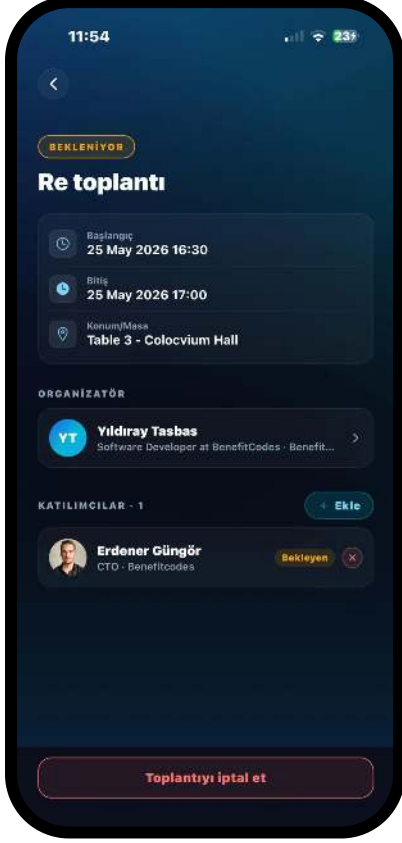 11:54
23
BEKLENİYOR
Re toplantı
Başlangıç
25 May 2026 16:30
Bitiş
25 May 2026 17:00
Konum/Masa
Table 3 - Colocvium Hall
ORGANİZATÖR
YT
Yıldıray Tasbas
Software Developer at BenefitCodes · Benefit...
KATILIMCILAR · 1
+ Ekle
Erdener Güngör
CTO · Benefitcodes
Bekleyen
Toplantıyı iptal et